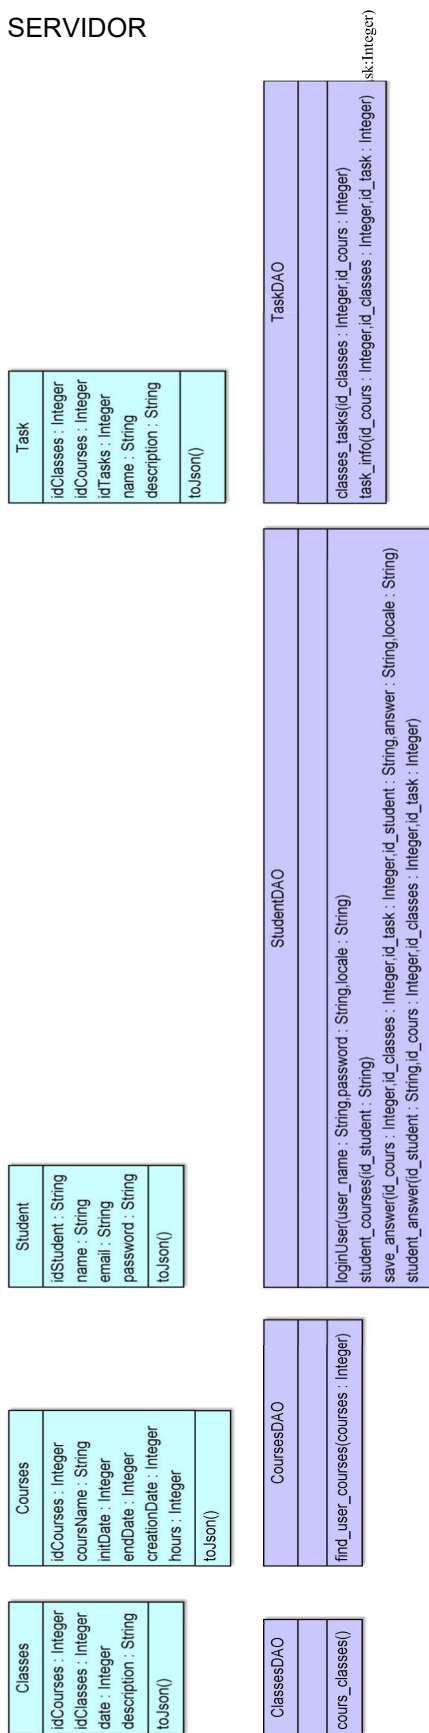 SERVIDOR
sk:Integer)
Classes
idCourses : Integer
idClasses : Integer
date : Integer
description : String
toJson()
Courses
idCourses : Integer
coursName : String
initDate : Integer
endDate : Integer
creationDate : Integer
hours : Integer
toJson()
Student
idStudent : String
name : String
email : String
password : String
toJson()
Task
idClasses : Integer
idCourses : Integer
idTasks : Integer
name : String
description : String
toJson()
ClassesDAO
cours_classes()
CoursesDAO
find_user_courses(courses : Integer)
StudentDAO
loginUser(user_name : String,password : String,locale : String)
student_courses(id_student : String)
save_answer(id_cours : Integer,id_classes : Integer,id_task : Integer,id_student : String,answer : String,locale : String)
student_answer(id_student : String,id_cours : Integer,id_classes : Integer,id_task : Integer)
TaskDAO
classes_tasks(id_classes : Integer,id_cours : Integer)
task_info(id_cours : Integer,id_classes : Integer,id_task : Integer)